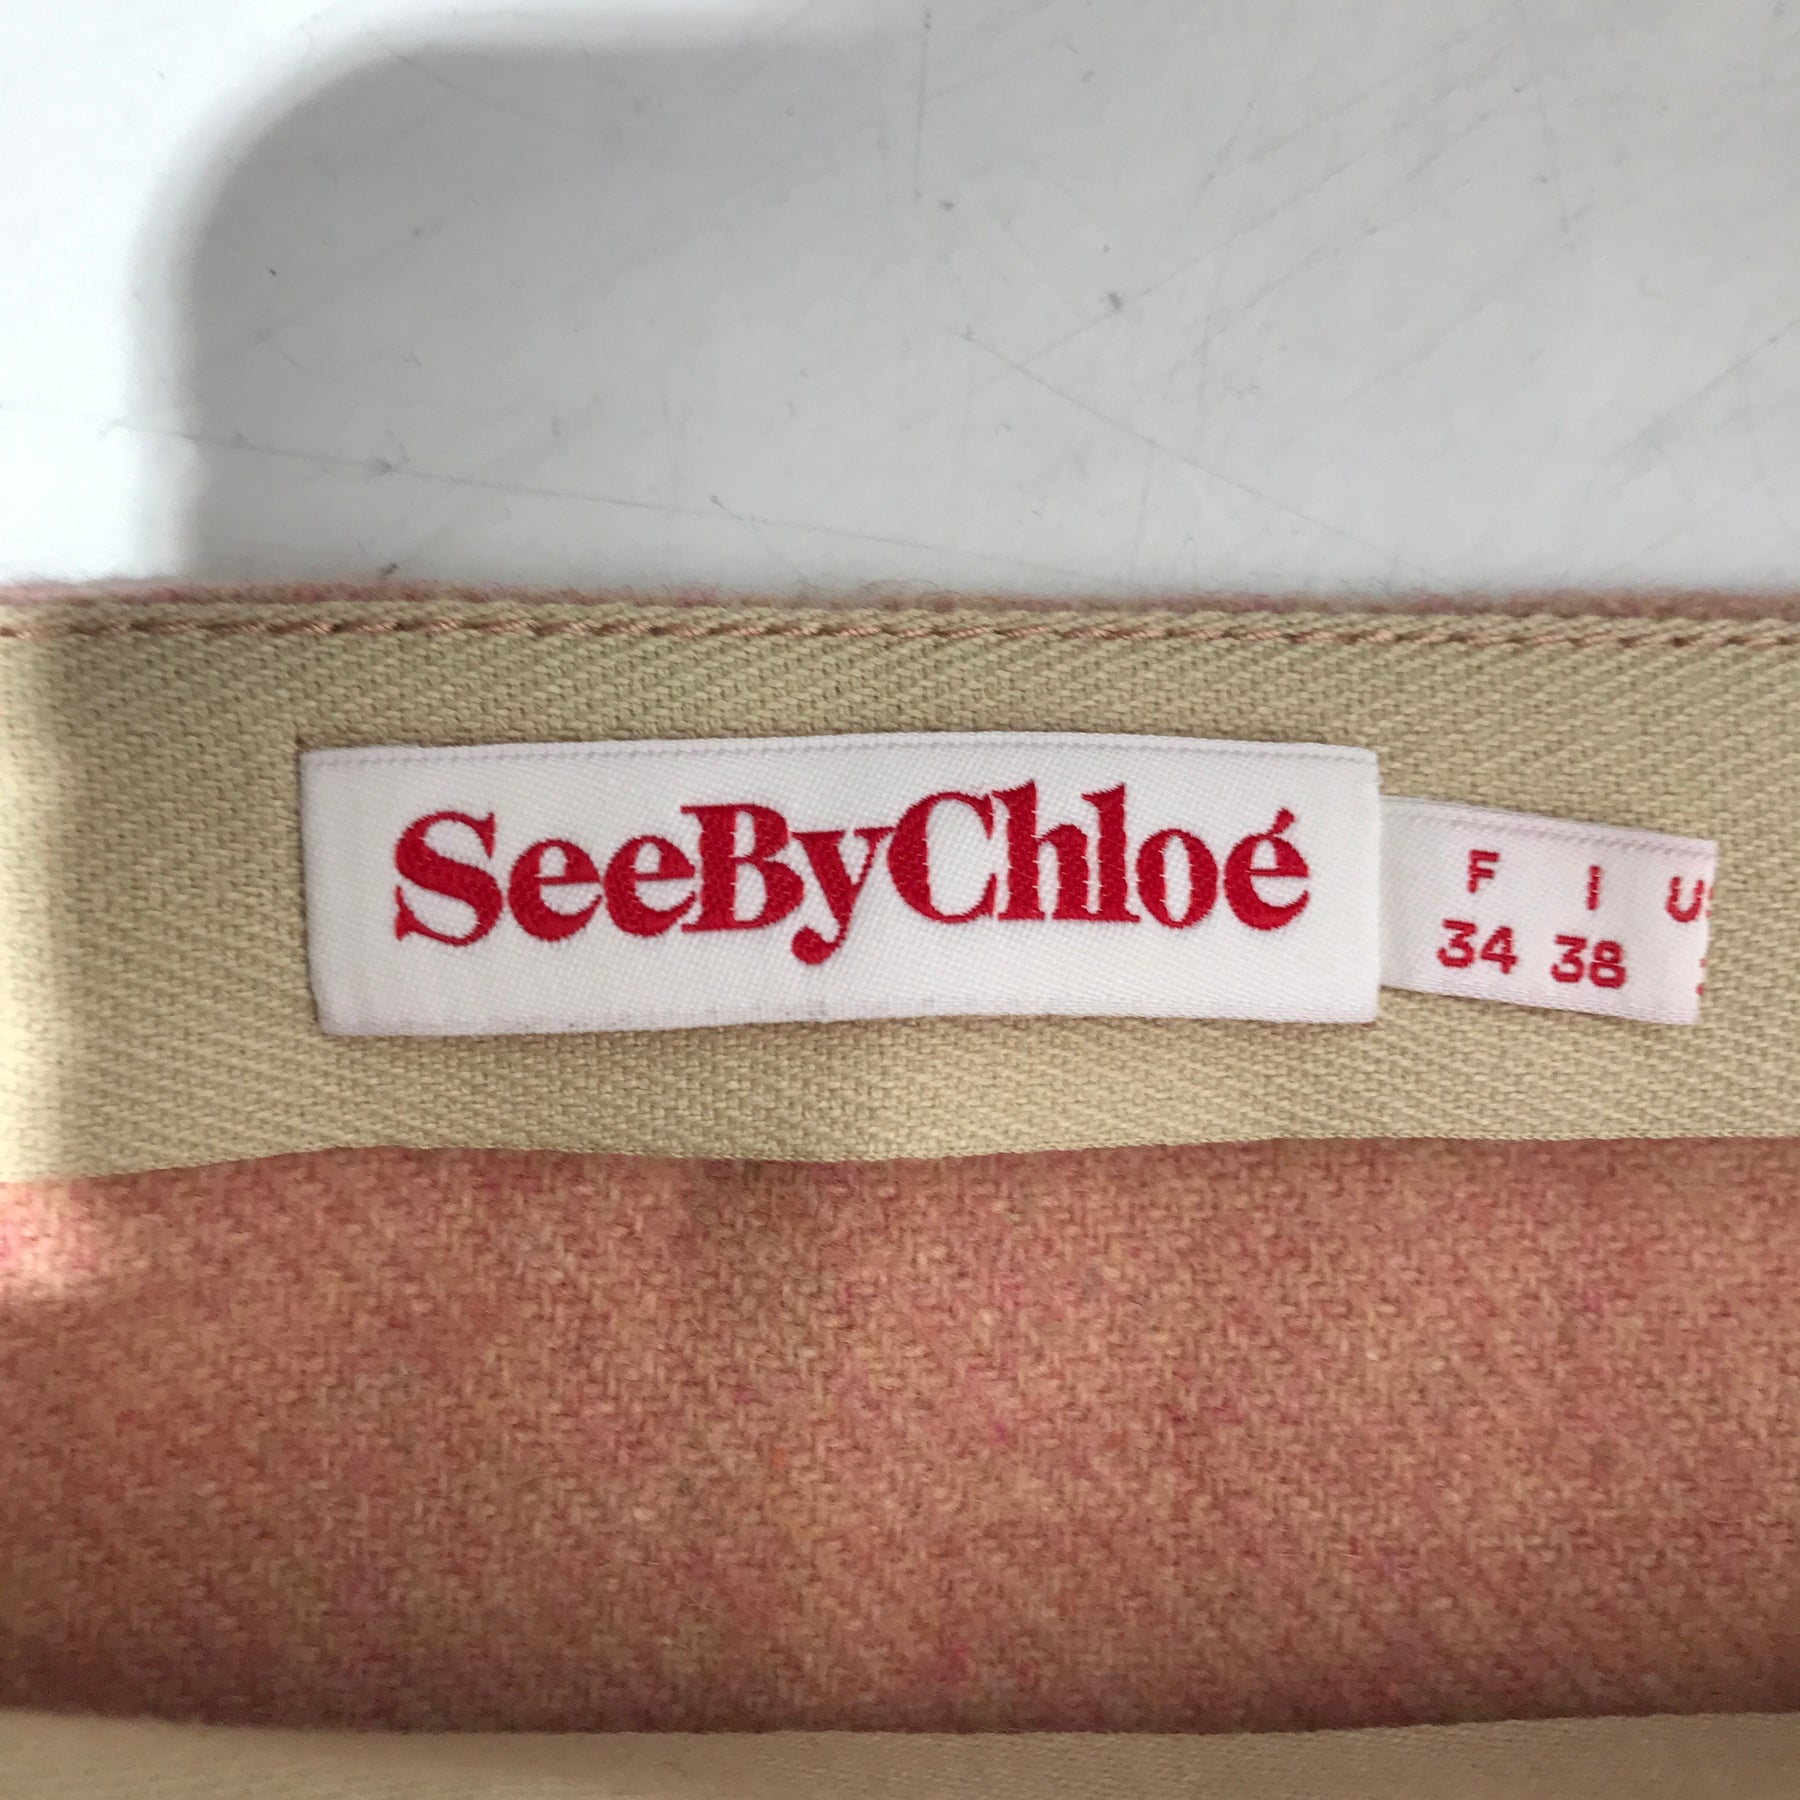 SeeByChloé
F I
34 38